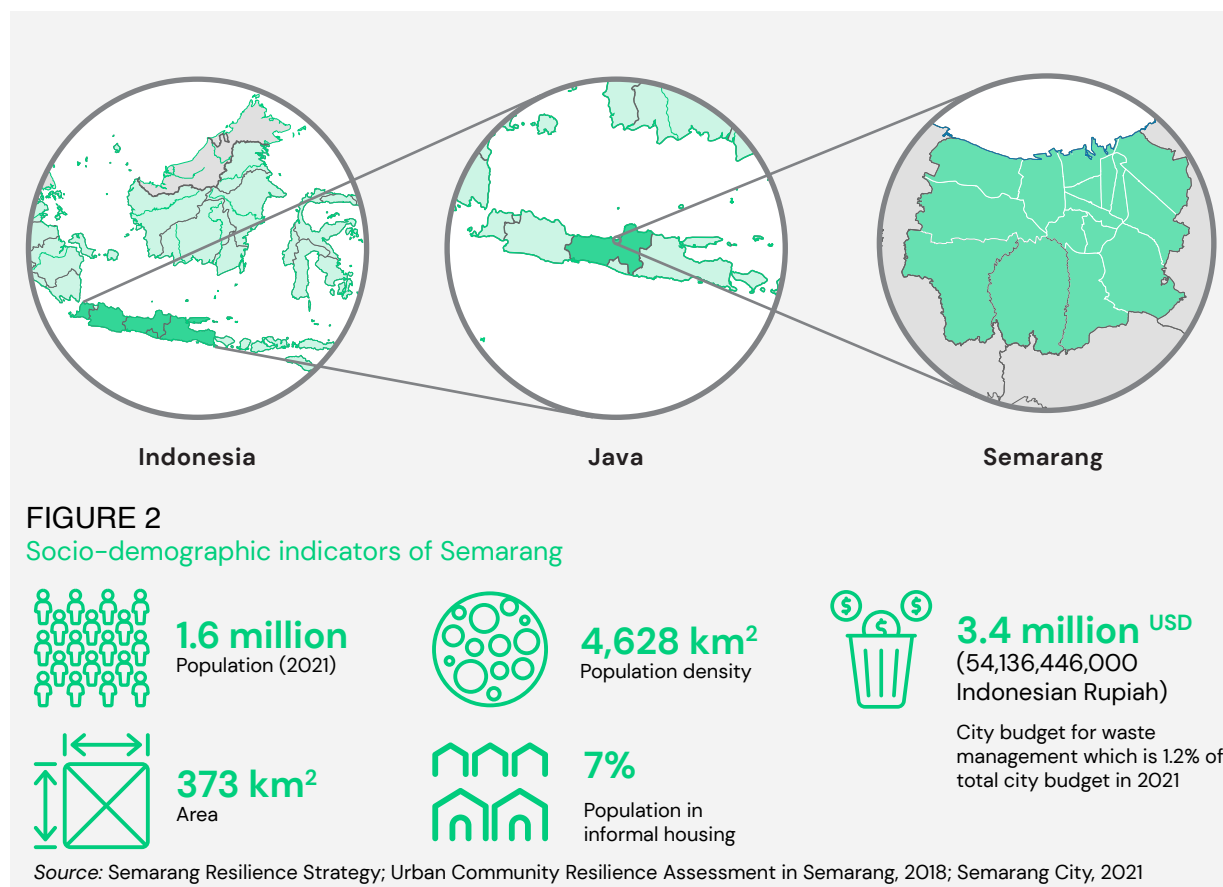 Indonesia
Java
Semarang
FIGURE 2
Socio-demographic indicators of Semarang
1.6 million
Population (2021)
4,628 km²
Population density
$ $ $
3.4 million USD
(54,136,446,000
Indonesian Rupiah)
City budget for waste
management which is 1.2% of
total city budget in 2021
373 km²
Area
7%
Population in
informal housing
Source: Semarang Resilience Strategy; Urban Community Resilience Assessment in Semarang, 2018; Semarang City, 2021